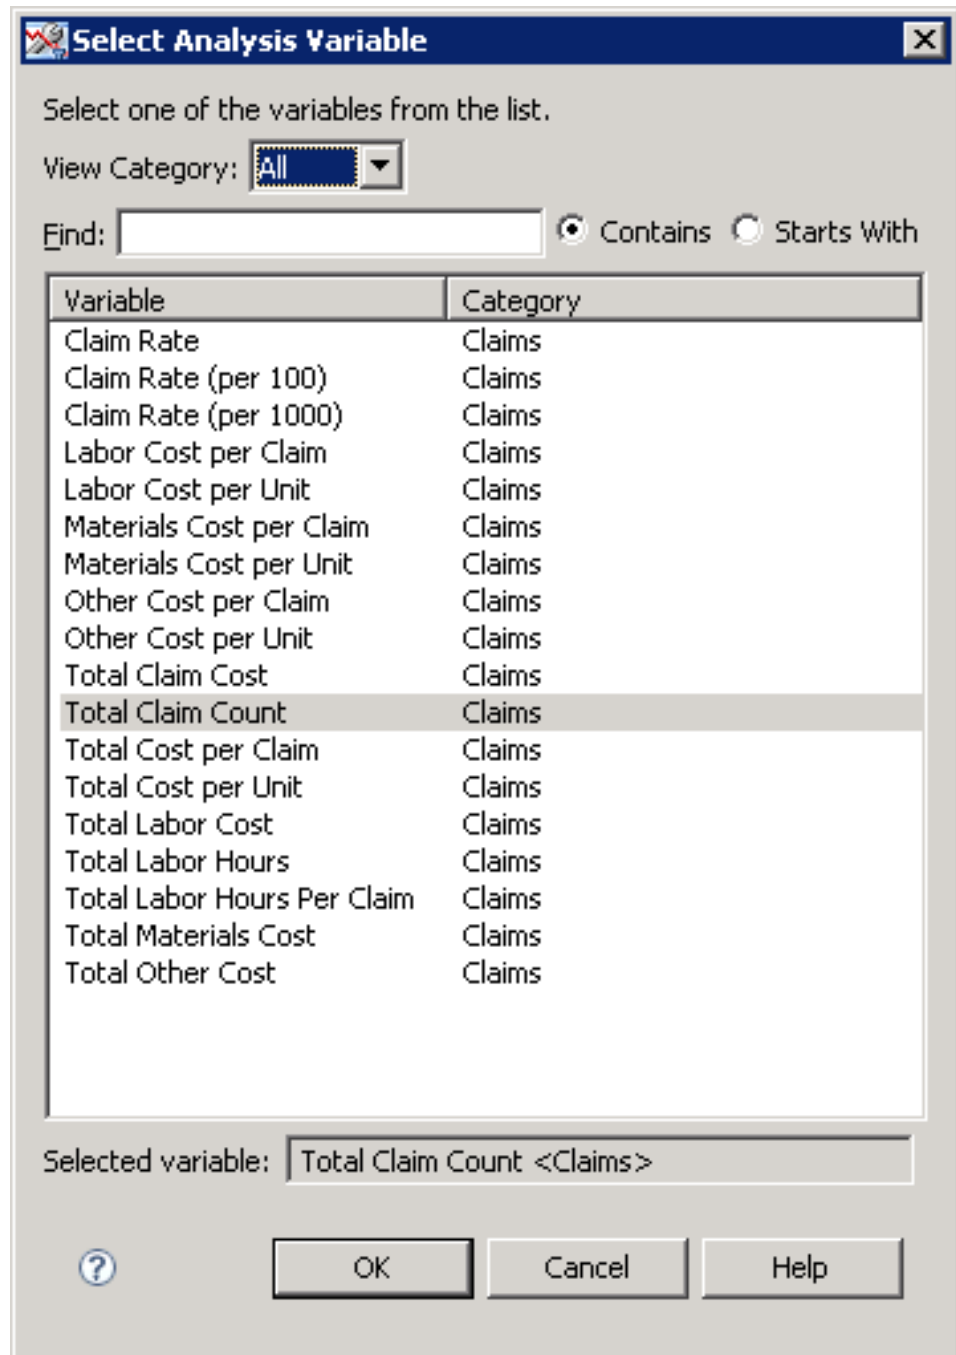 Select Analysis Variable
Select one of the variables from the list.
View Category: All
Find: Contains Starts With
Variable Category
Claim Rate Claims
Claim Rate (per 100) Claims
Claim Rate (per 1000) Claims
Labor Cost per Claim Claims
Labor Cost per Unit Claims
Materials Cost per Claim Claims
Materials Cost per Unit Claims
Other Cost per Claim Claims
Other Cost per Unit Claims
Total Claim Cost Claims
Total Claim Count Claims
Total Cost per Claim Claims
Total Cost per Unit Claims
Total Labor Cost Claims
Total Labor Hours Claims
Total Labor Hours Per Claim Claims
Total Materials Cost Claims
Total Other Cost Claims
Selected variable: Total Claim Count <Claims>
? OK Cancel Help